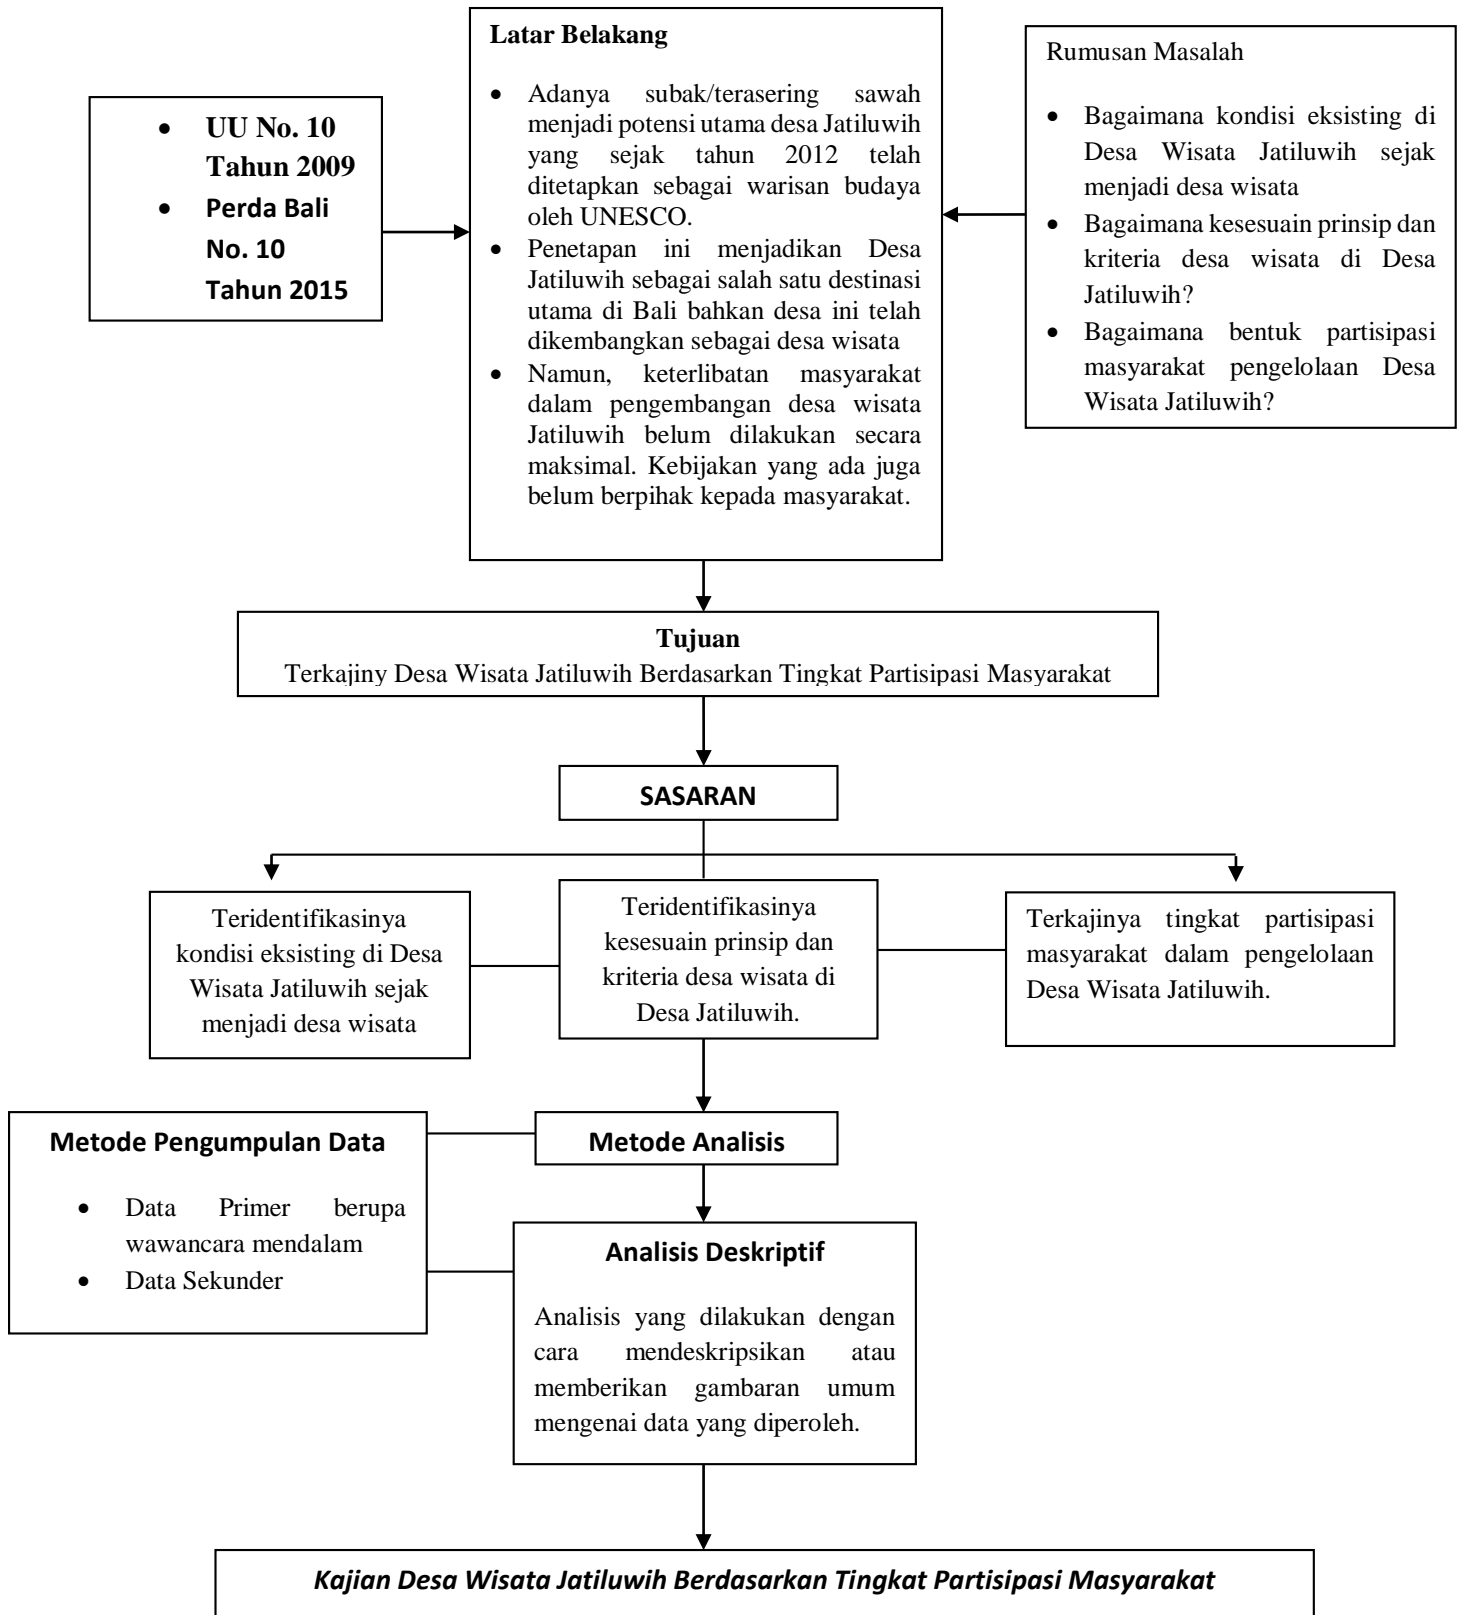 • UU No. 10
Tahun 2009
• Perda Bali
No. 10
Tahun 2015
Latar Belakang
• Adanya subak/terasering sawah
menjadi potensi utama desa Jatiluwih
yang sejak tahun 2012 telah
ditetapkan sebagai warisan budaya
oleh UNESCO.
• Penetapan ini menjadikan Desa
Jatiluwih sebagai salah satu destinasi
utama di Bali bahkan desa ini telah
dikembangkan sebagai desa wisata
• Namun, keterlibatan masyarakat
dalam pengembangan desa wisata
Jatiluwih belum dilakukan secara
maksimal. Kebijakan yang ada juga
belum berpihak kepada masyarakat.
Rumusan Masalah
• Bagaimana kondisi eksisting di
Desa Wisata Jatiluwih sejak
menjadi desa wisata
• Bagaimana kesesuain prinsip dan
kriteria desa wisata di Desa
Jatiluwih?
• Bagaimana bentuk partisipasi
masyarakat pengelolaan Desa
Wisata Jatiluwih?
Tujuan
Terkajiny Desa Wisata Jatiluwih Berdasarkan Tingkat Partisipasi Masyarakat
SASARAN
Teridentifikasinya
kondisi eksisting di Desa
Wisata Jatiluwih sejak
menjadi desa wisata
Teridentifikasinya
kesesuain prinsip dan
kriteria desa wisata di
Desa Jatiluwih.
Terkajinya tingkat partisipasi
masyarakat dalam pengelolaan
Desa Wisata Jatiluwih.
Metode Pengumpulan Data
• Data Primer berupa
wawancara mendalam
• Data Sekunder
Metode Analisis
Analisis Deskriptif
Analisis yang dilakukan dengan
cara mendeskripsikan atau
memberikan gambaran umum
mengenai data yang diperoleh.
Kajian Desa Wisata Jatiluwih Berdasarkan Tingkat Partisipasi Masyarakat